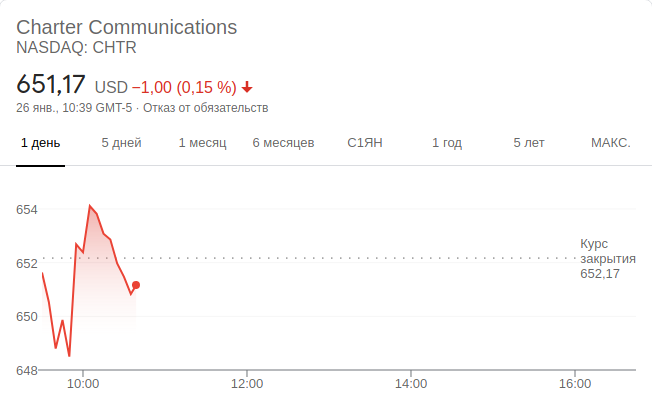 Charter Communications
NASDAQ: CHTR
651,17 USD −1,00 (0,15 %)
26 янв., 10:39 GMT-5 · Отказ от обязательств
1 день 5 дней 1 месяц 6 месяцев С1ЯН 1 год 5 лет МАКС.
654
652
650
648
Курс
закрытия
652,17
10:00 12:00 14:00 16:00